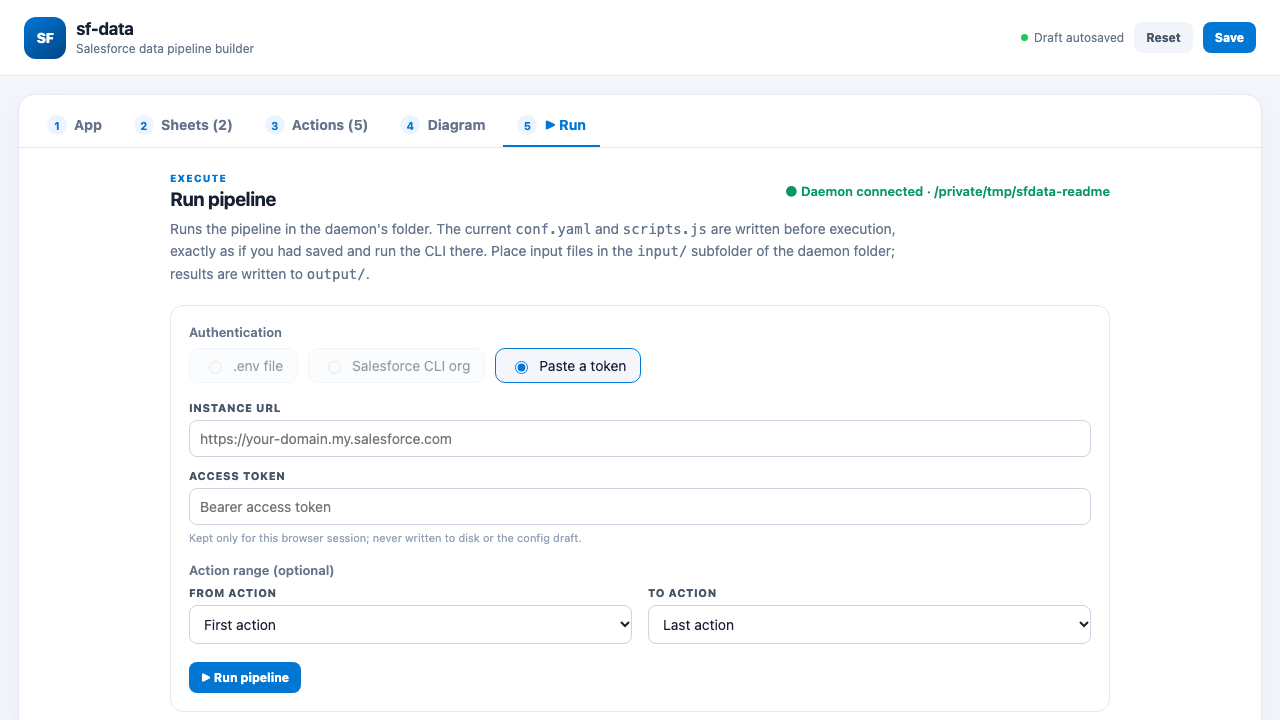 SF
sf-data
Salesforce data pipeline builder
Draft autosaved
Reset
Save
1 App
2 Sheets (2)
3 Actions (5)
4 Diagram
5 ▶ Run
EXECUTE
Run pipeline
Daemon connected · /private/tmp/sfdata-readme
Runs the pipeline in the daemon's folder. The current conf.yaml and scripts.js are written before execution,
exactly as if you had saved and run the CLI there. Place input files in the input/ subfolder of the daemon folder;
results are written to output/.
Authentication
.env file
Salesforce CLI org
Paste a token
INSTANCE URL
https://your-domain.my.salesforce.com
ACCESS TOKEN
Bearer access token
Kept only for this browser session; never written to disk or the config draft.
Action range (optional)
FROM ACTION
TO ACTION
First action
Last action
▶ Run pipeline